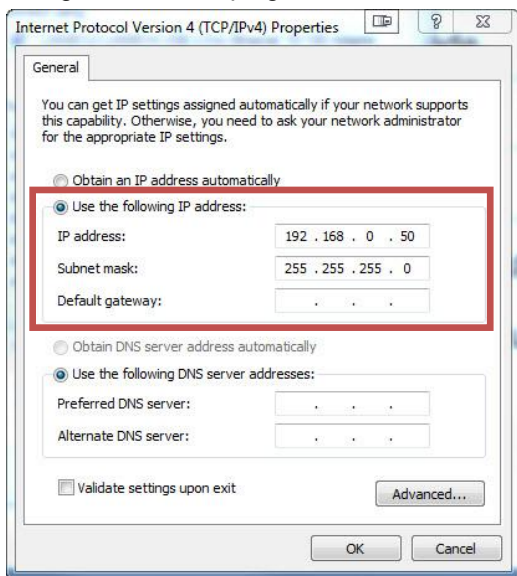 Internet Protocol Version 4 (TCP/IPv4) Properties
General
You can get IP settings assigned automatically if your network supports
this capability. Otherwise, you need to ask your network administrator
for the appropriate IP settings.
Obtain an IP address automatically
Use the following IP address:
IP address: 192 . 168 . 0 . 50
Subnet mask: 255 . 255 . 255 . 0
Default gateway: . . .
Obtain DNS server address automatically
Use the following DNS server addresses:
Preferred DNS server: . . .
Alternate DNS server: . . .
Validate settings upon exit
Advanced...
OK Cancel